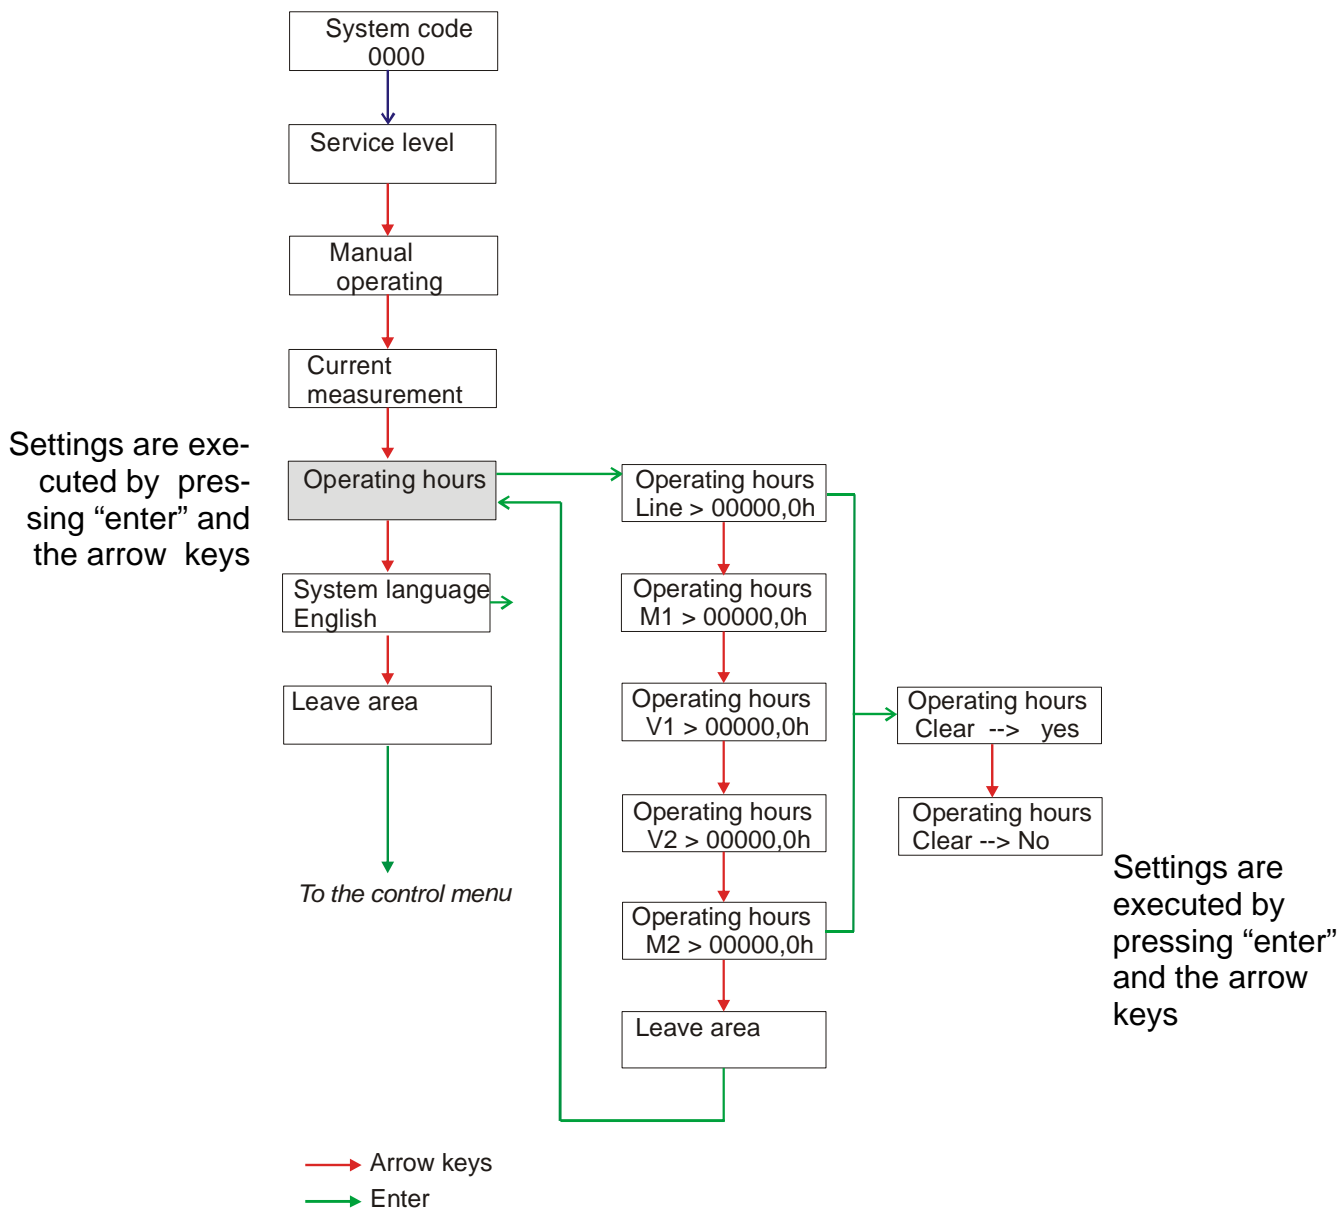 System code
0000
Service level
Manual
operating
Current
measurement
Settings are exe-
cuted by pres-
sing “enter” and
the arrow keys
Operating hours
System language
English
Leave area
To the control menu
Operating hours
Line > 00000,0h
Operating hours
M1 > 00000,0h
Operating hours
V1 > 00000,0h
Operating hours
V2 > 00000,0h
Operating hours
M2 > 00000,0h
Leave area
Operating hours
Clear --> yes
Operating hours
Clear --> No
Settings are
executed by
pressing “enter”
and the arrow
keys
Arrow keys
Enter